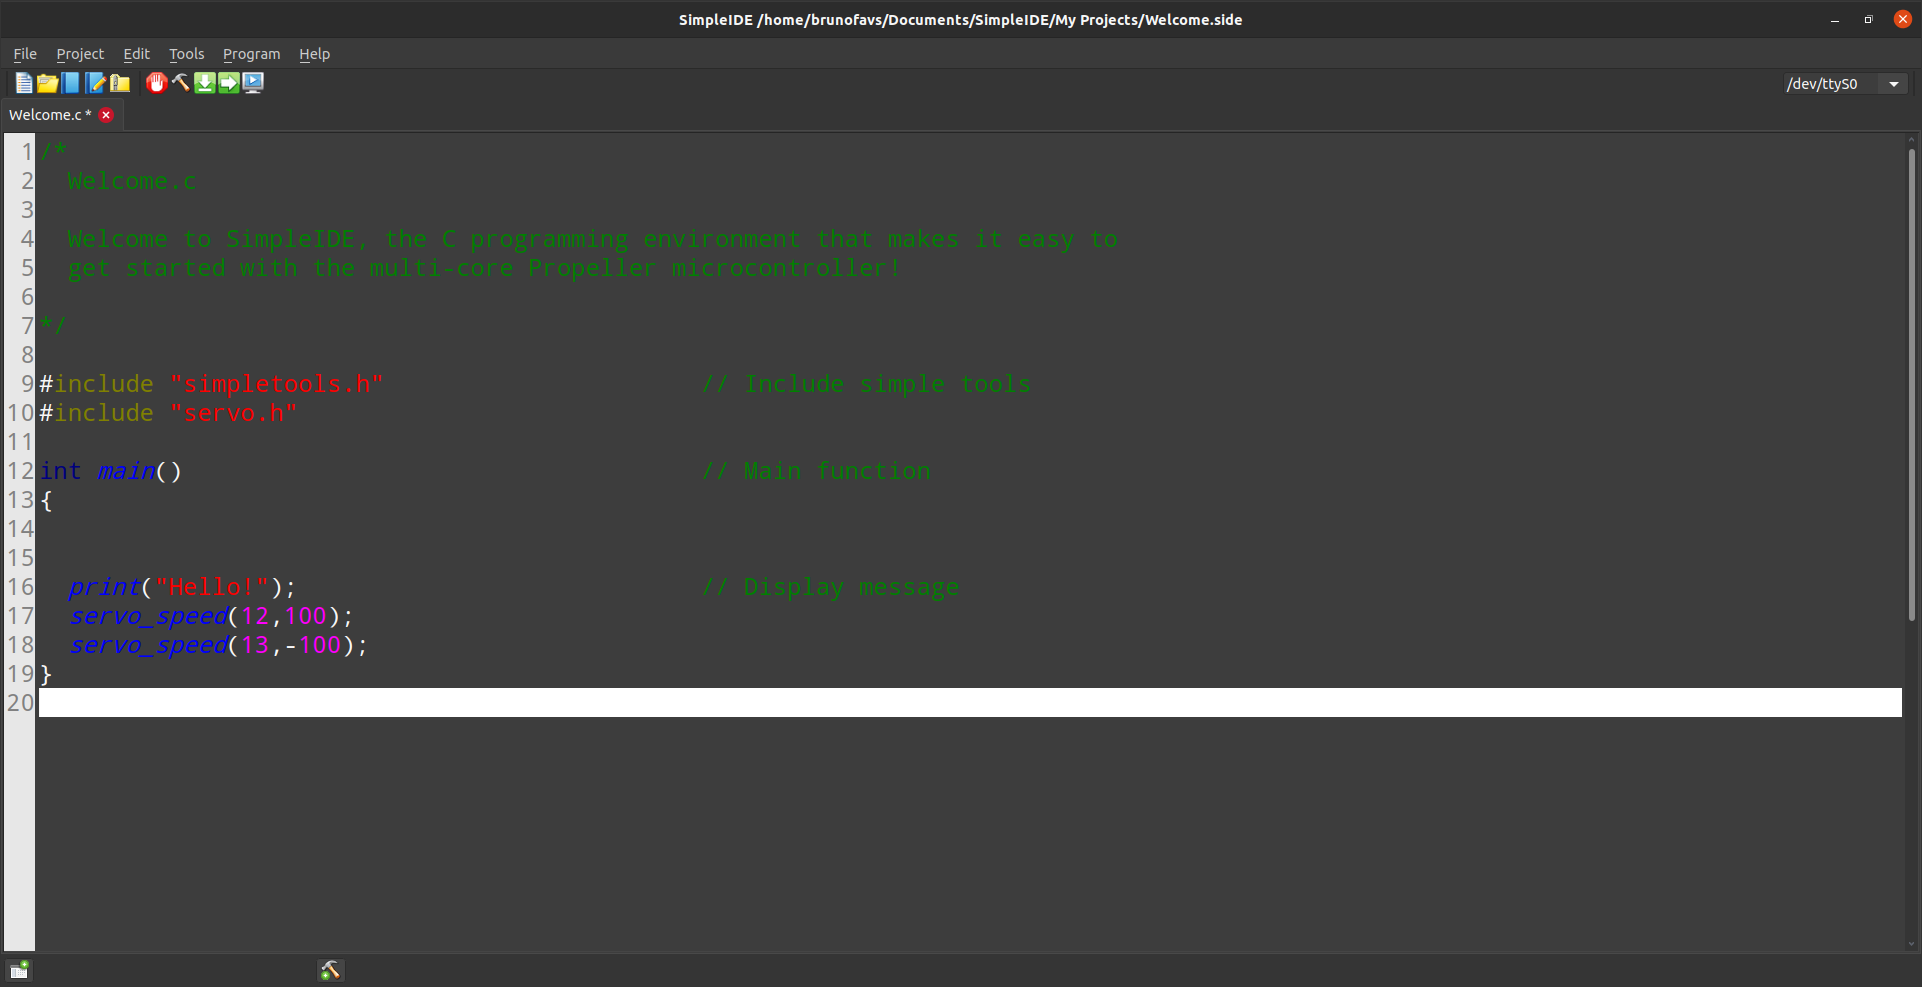 SimpleIDE /home/brunofavs/Documents/SimpleIDE/My Projects/Welcome.side
File Project Edit Tools Program Help
/dev/ttyS0
Welcome.c *
1 /*
2   Welcome.c
3
4   Welcome to SimpleIDE, the C programming environment that makes it easy to
5   get started with the multi-core Propeller microcontroller!
6
7 */
8
9 #include "simpletools.h"                      // Include simple tools
10 #include "servo.h"
11
12 int main()                                    // Main function
13 {
14
15
16   print("Hello!");                            // Display message
17   servo_speed(12,100);
18   servo_speed(13,-100);
19 }
20